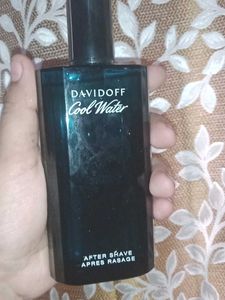 DAVIDOFF
Cool Water
AFTER SHAVE
APRES RASAGE